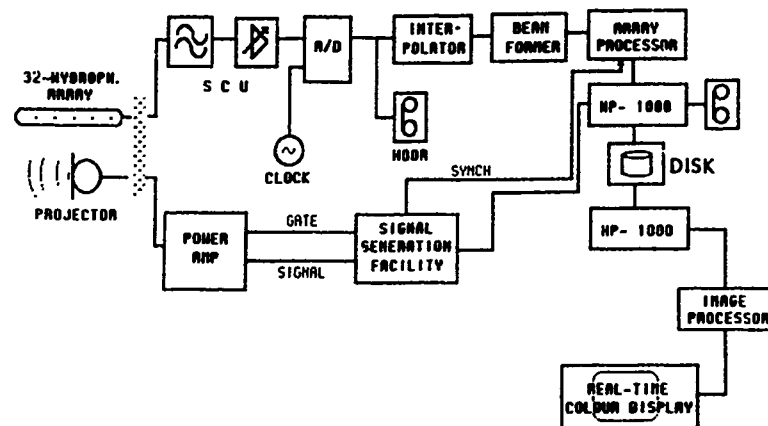 32-HYDROPH.
ARRAY
PROJECTOR
S C U
A/D
CLOCK
INTER-
POLATOR
BEAM
FORMER
ARRAY
PROCESSOR
HDDR
HP- 1000
DISK
HP- 1000
SYNCH
GATE
SIGNAL
POWER
AMP
SIGNAL
GENERATION
FACILITY
IMAGE
PROCESSOR
REAL-TIME
COLOUR DISPLAY